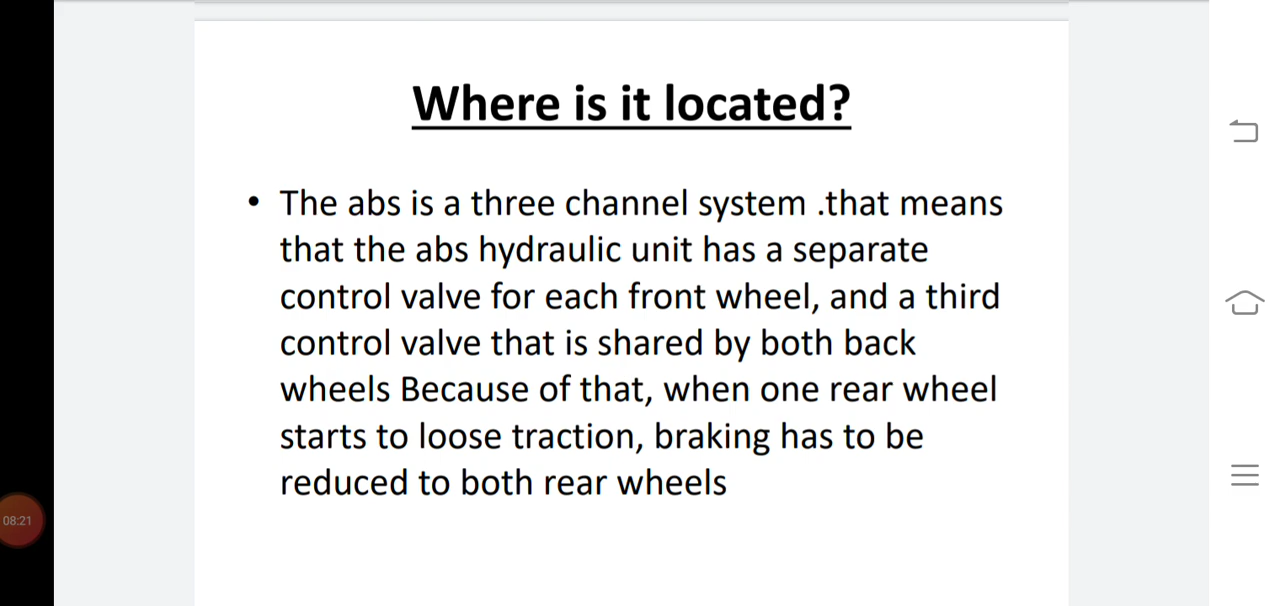 Where is it located?
• The abs is a three channel system .that means
that the abs hydraulic unit has a separate
control valve for each front wheel, and a third
control valve that is shared by both back
wheels Because of that, when one rear wheel
starts to loose traction, braking has to be
reduced to both rear wheels
08:21